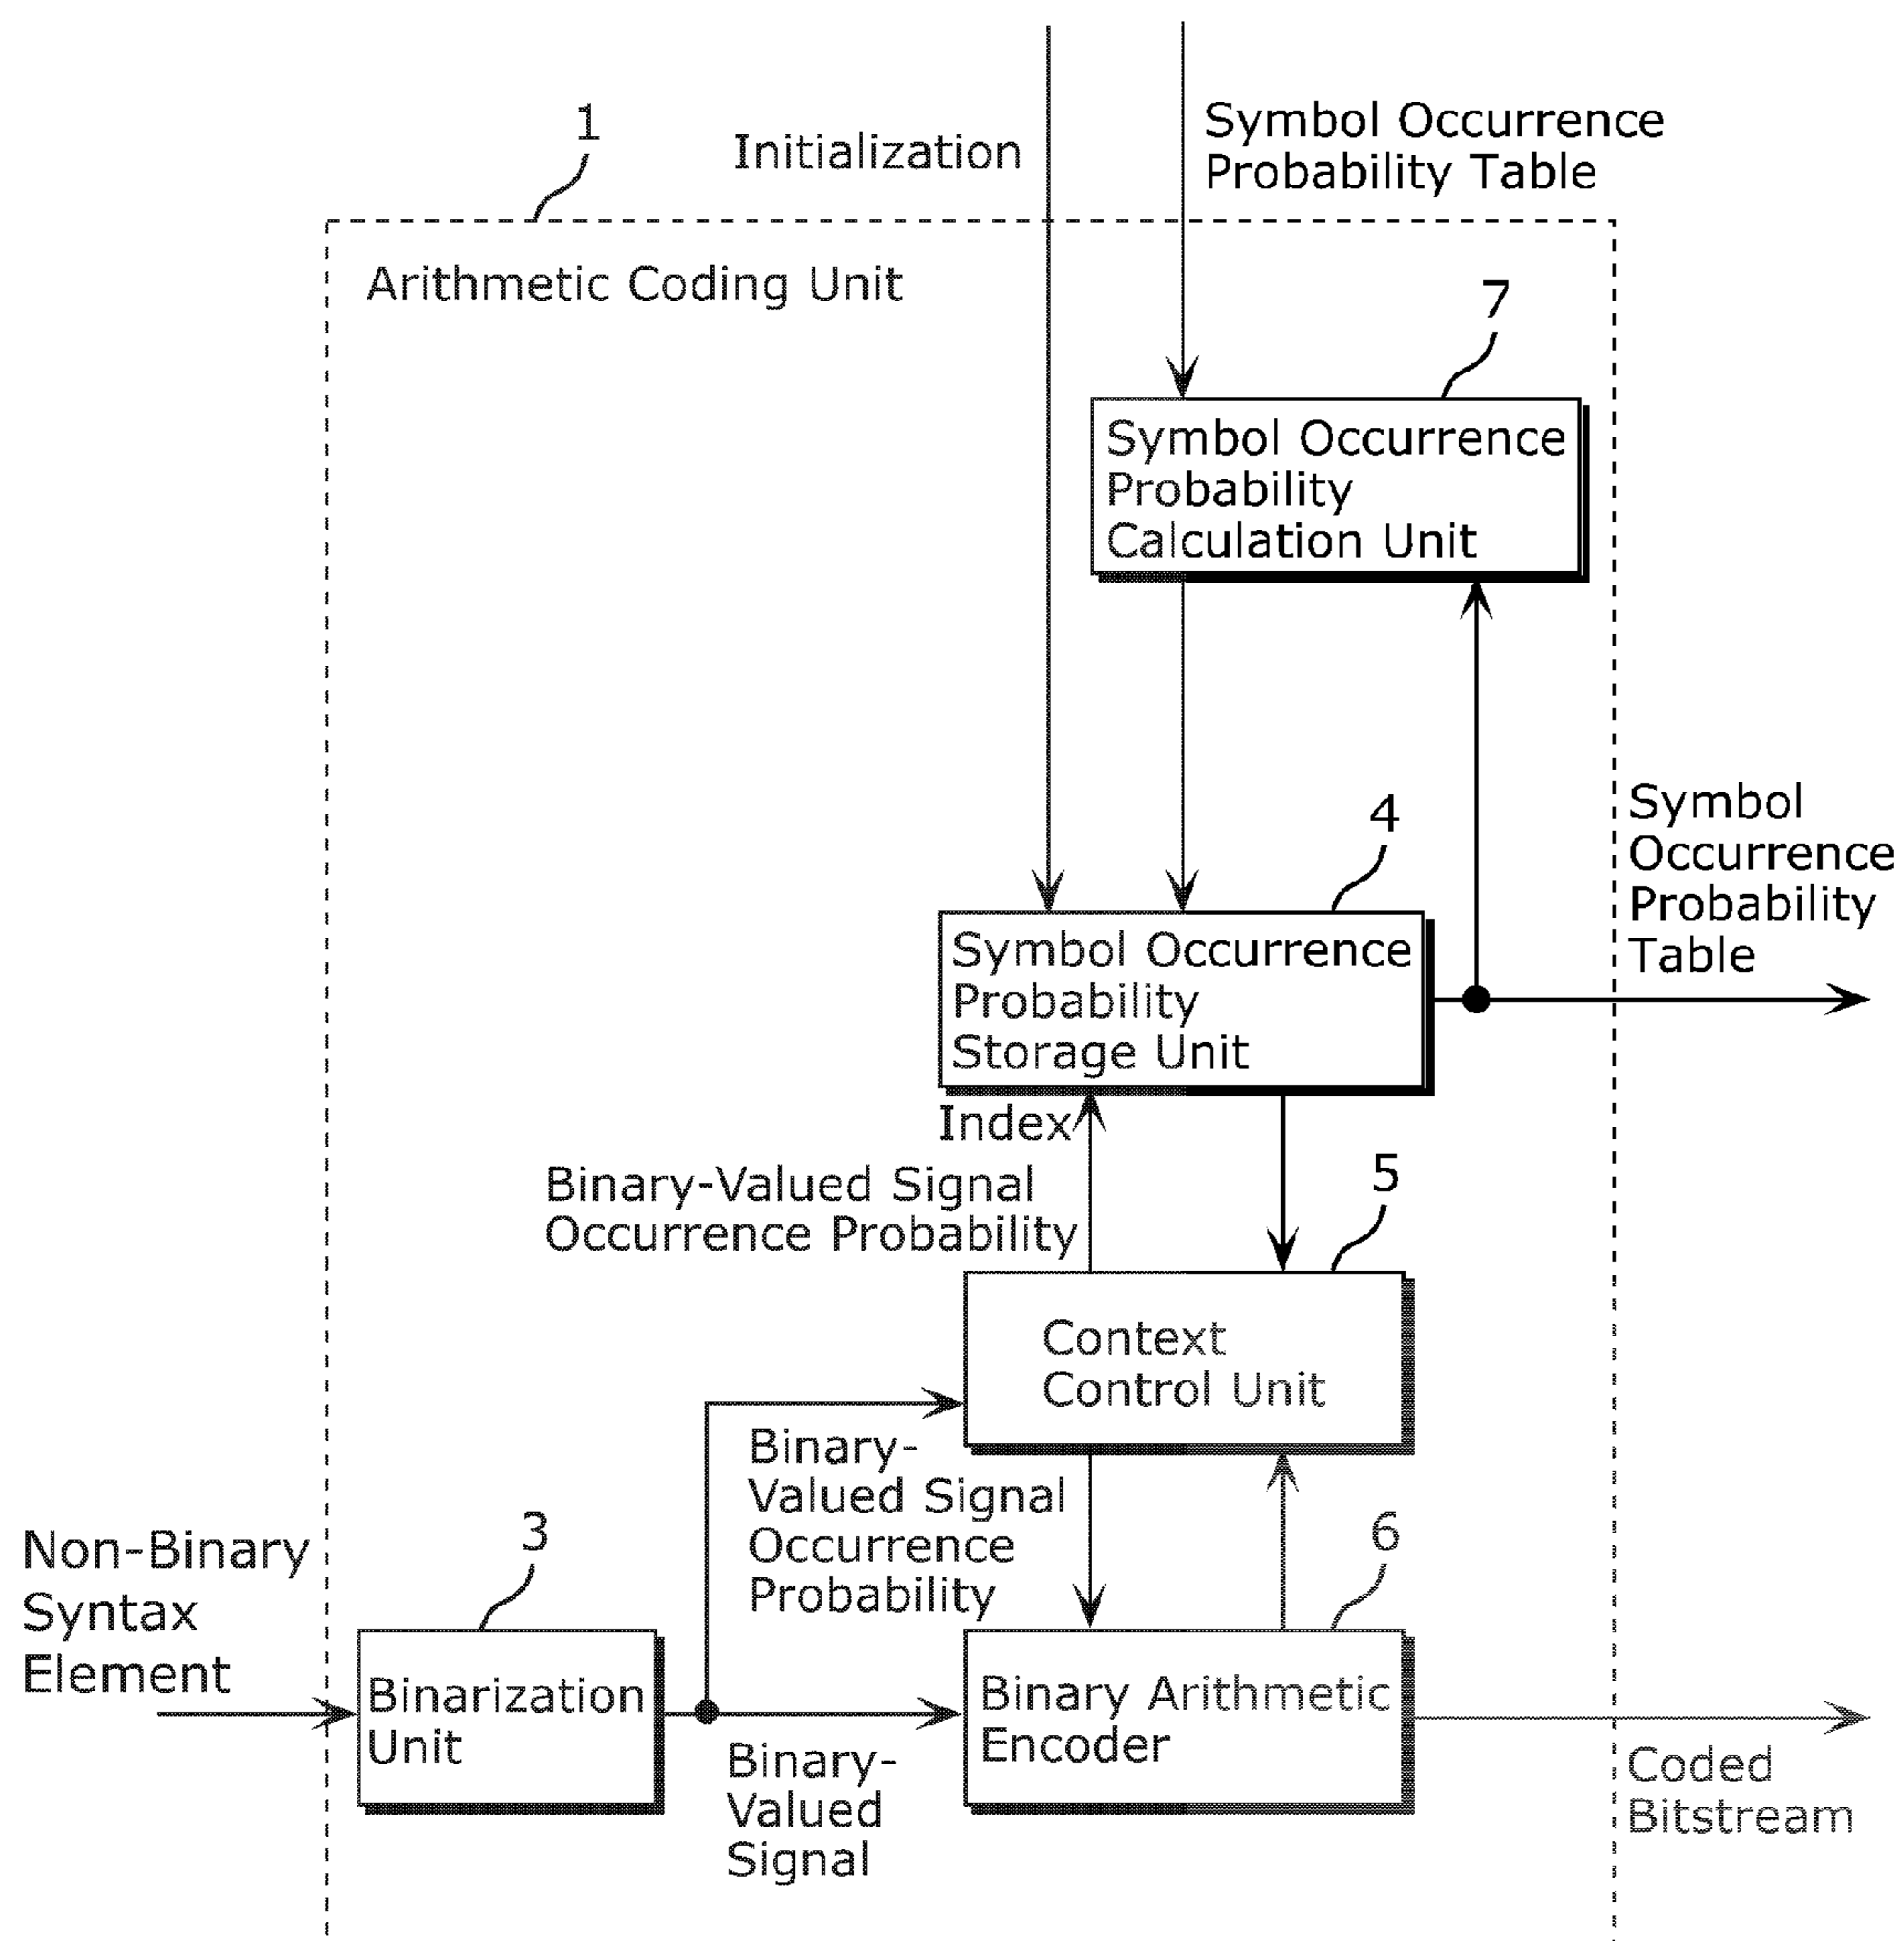 1
Initialization
Symbol Occurrence
Probability Table
Arithmetic Coding Unit
7
Symbol Occurrence
Probability
Calculation Unit
4
Symbol
Occurrence
Probability
Table
Symbol Occurrence
Probability
Storage Unit
Index
Binary-Valued Signal
Occurrence Probability
5
Context
Control Unit
Binary-
Valued Signal
Occurrence
Probability
Non-Binary
Syntax
Element
3
6
Binarization
Unit
Binary Arithmetic
Encoder
Binary-
Valued
Signal
Coded
Bitstream